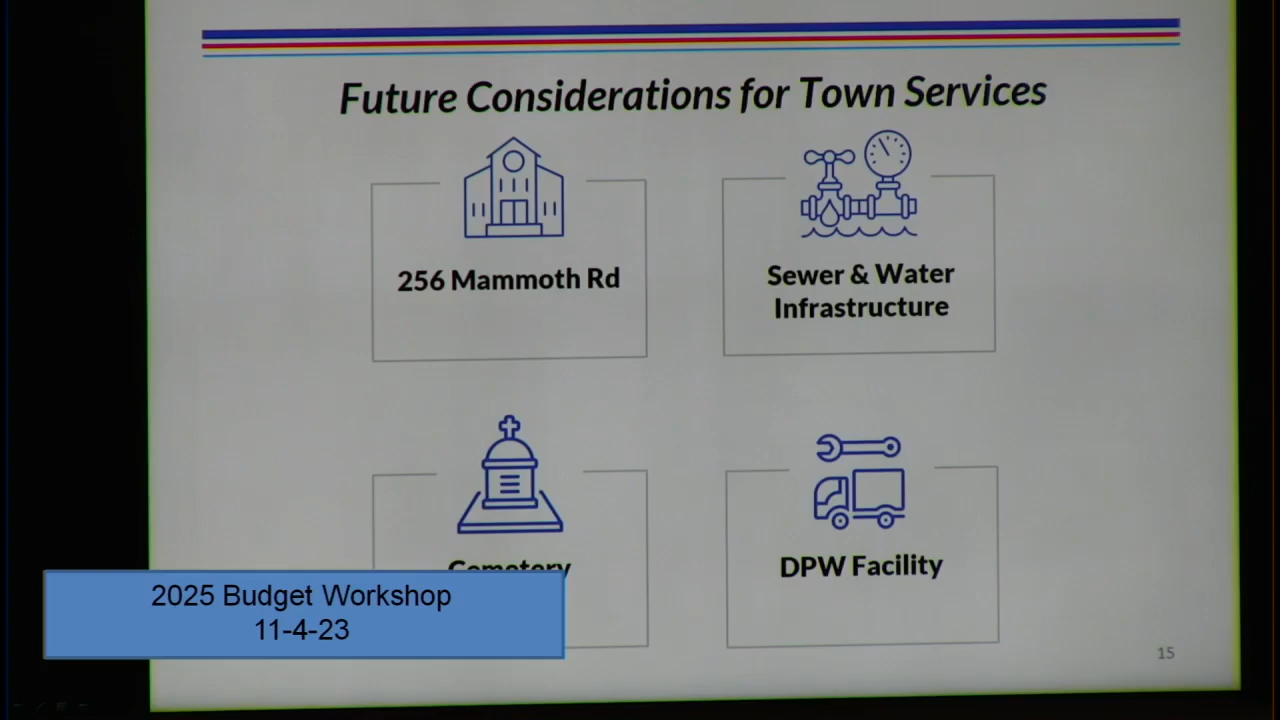 Future Considerations for Town Services
256 Mammoth Rd
Sewer & Water
Infrastructure
Cemetery
DPW Facility
2025 Budget Workshop
11-4-23
15